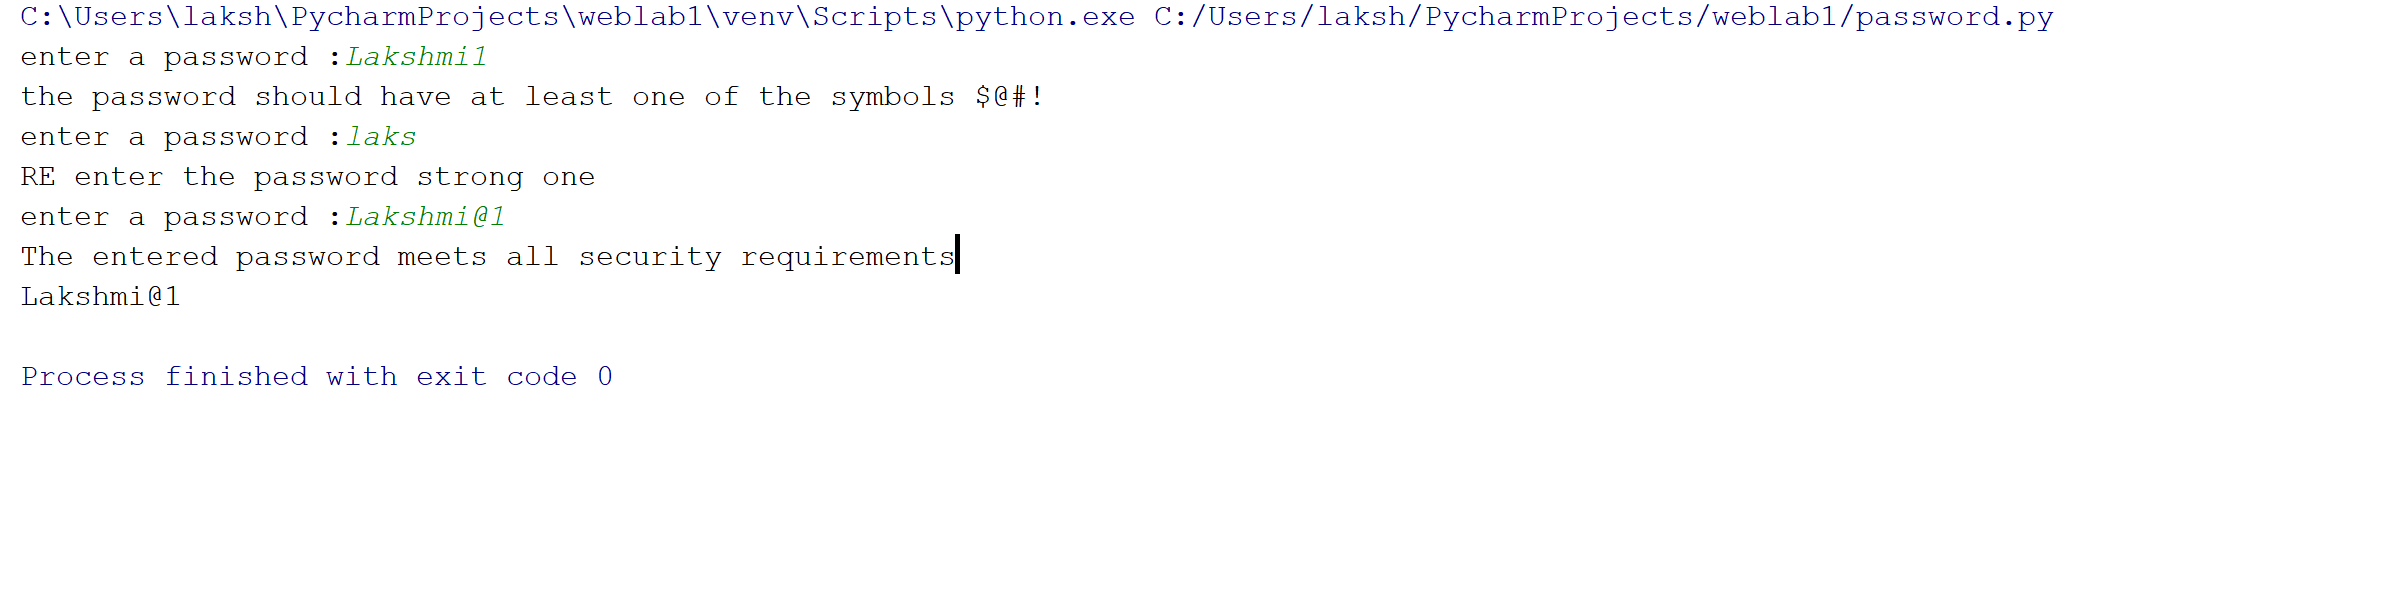 C:\Users\laksh\PycharmProjects\weblab1\venv\Scripts\python.exe C:/Users/laksh/PycharmProjects/weblab1/password.py
enter a password :Lakshmi1
the password should have at least one of the symbols $@#!
enter a password :laks
RE enter the password strong one
enter a password :Lakshmi@1
The entered password meets all security requirements
Lakshmi@1
Process finished with exit code 0